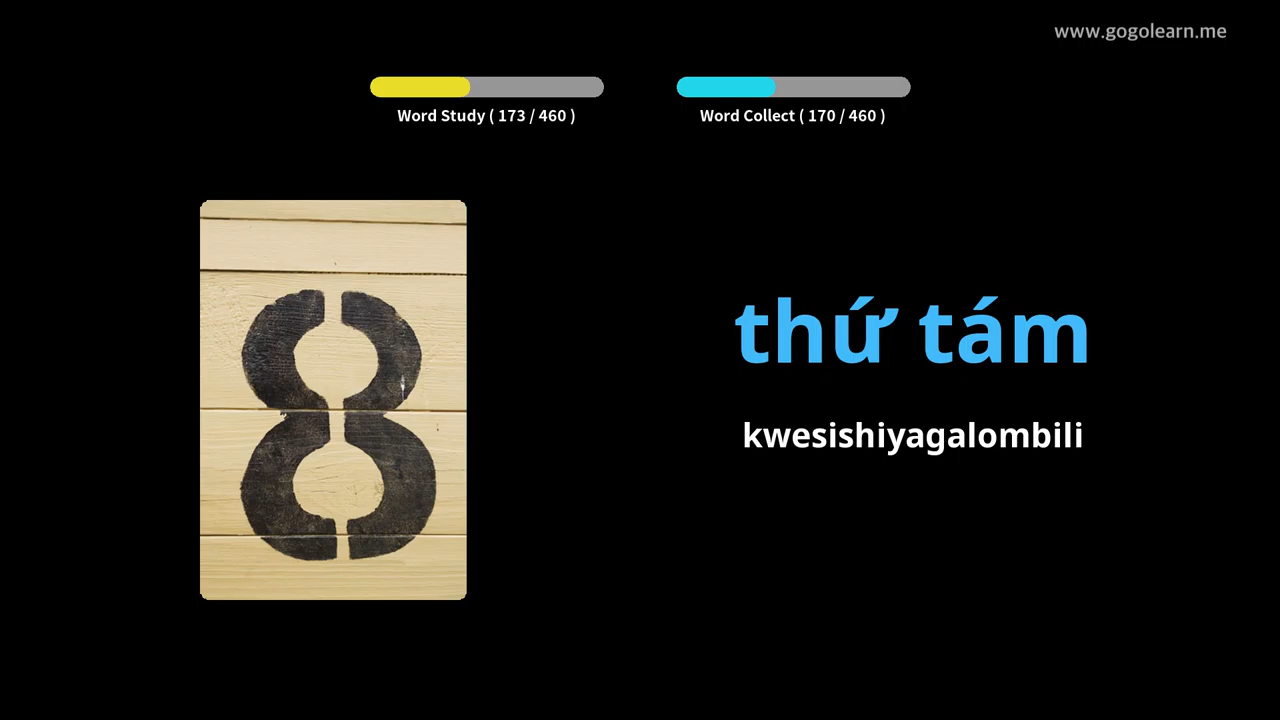 www.gogolearn.me
Word Study ( 173 / 460 )
Word Collect ( 170 / 460 )
8
thứ tám
kwesishiyagalombili